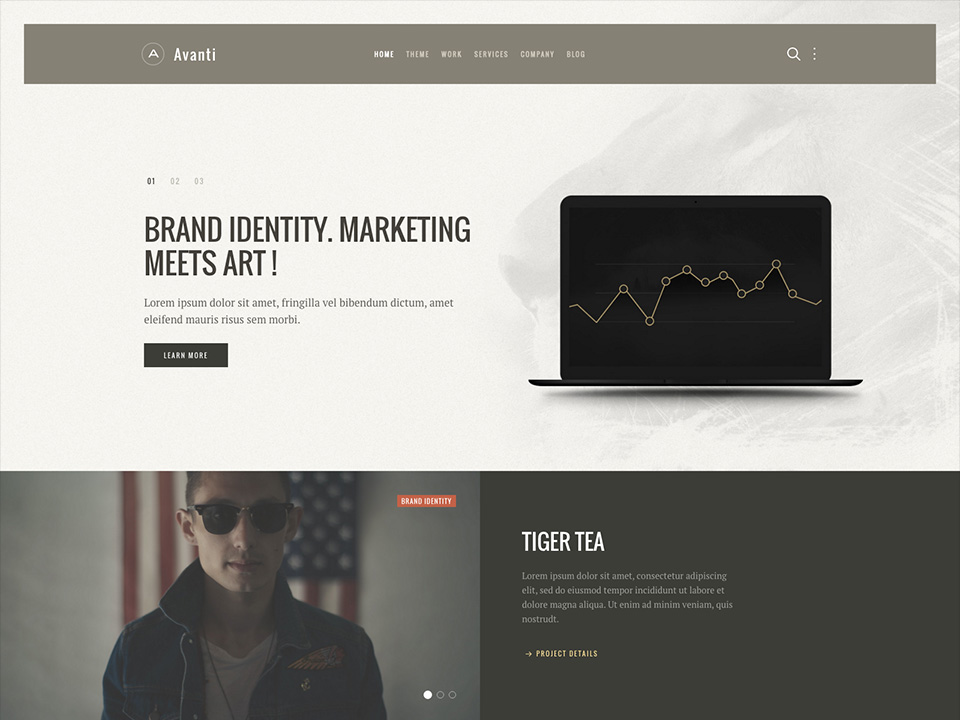 A Avanti
HOME THEME WORK SERVICES COMPANY BLOG
01 02 03
BRAND IDENTITY. MARKETING
MEETS ART !
Lorem ipsum dolor sit amet, fringilla vel bibendum dictum, amet
eleifend mauris risus sem morbi.
LEARN MORE
BRAND IDENTITY
TIGER TEA
Lorem ipsum dolor sit amet, consectetur adipiscing
elit, sed do eiusmod tempor incididunt ut labore et
dolore magna aliqua. Ut enim ad minim veniam, quis
nostrudt.
→ PROJECT DETAILS